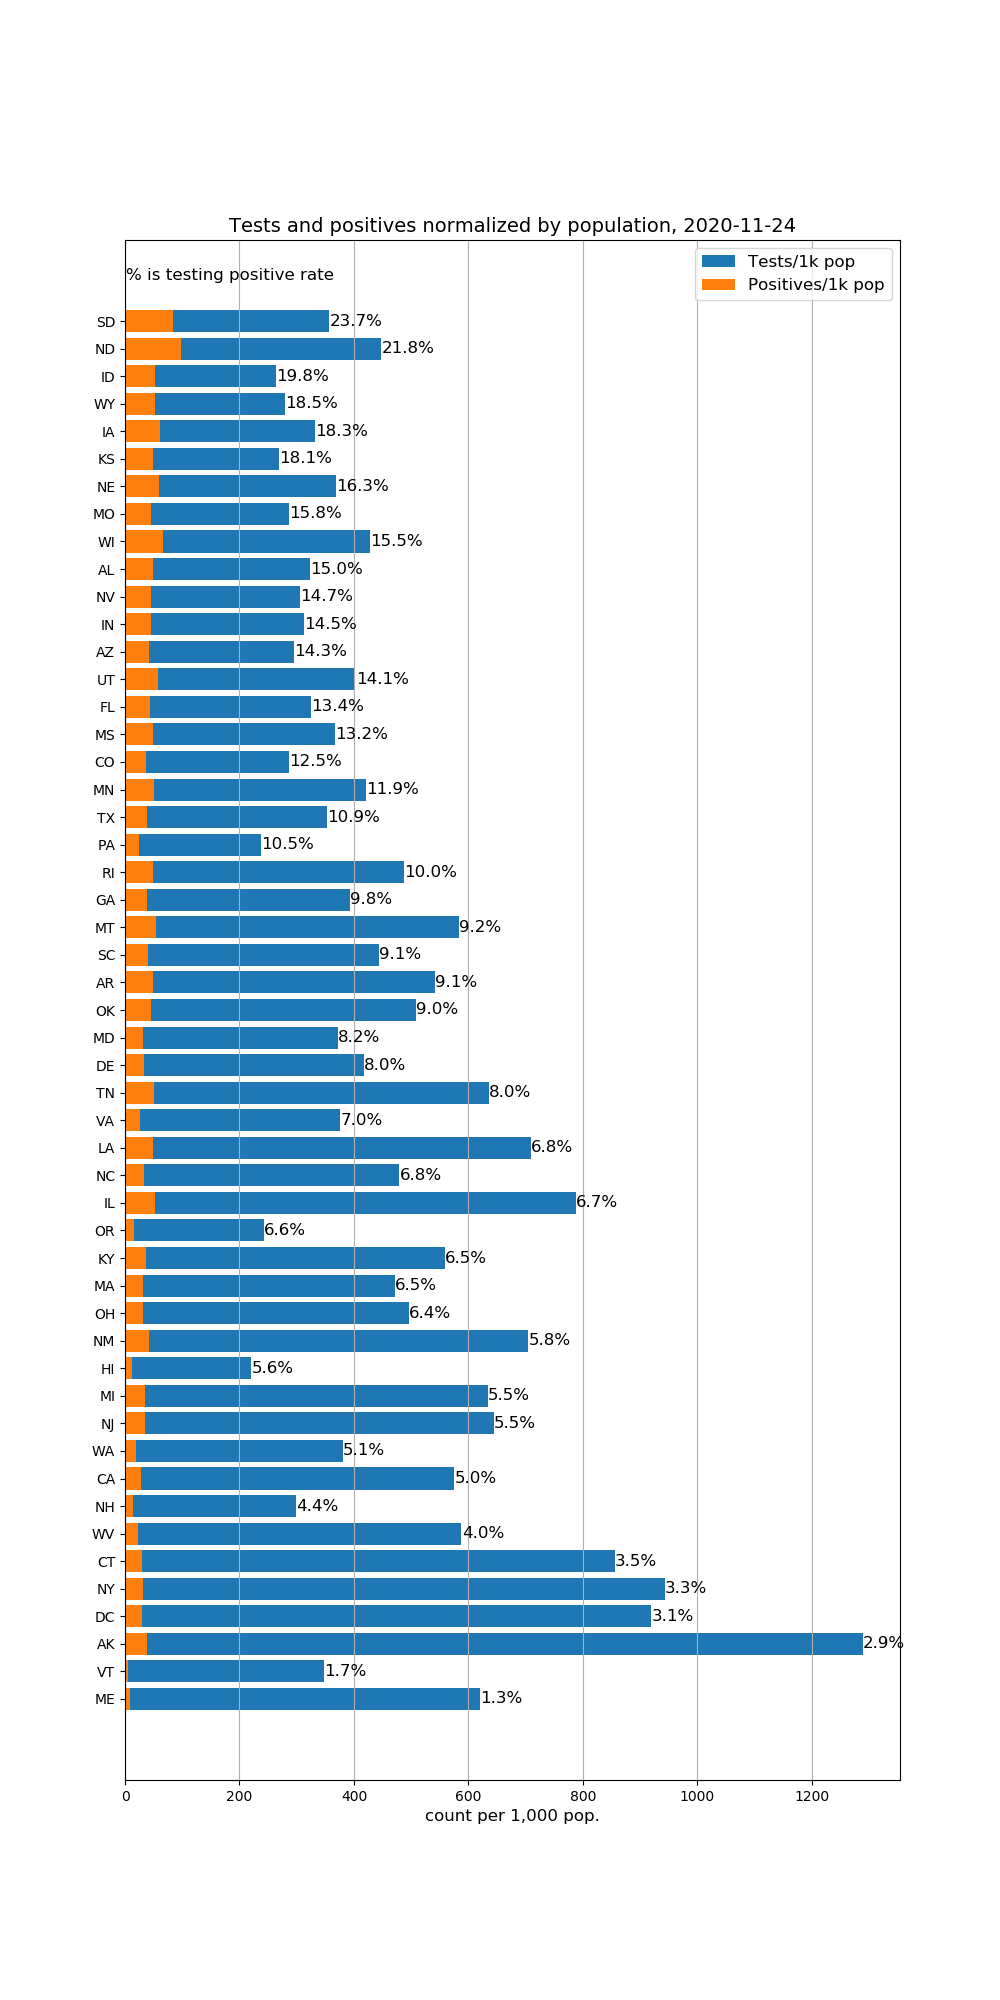 Tests and positives normalized by population, 2020-11-24
% is testing positive rate
Tests/1k pop
Positives/1k pop
SD 23.7%
ND 21.8%
ID 19.8%
WY 18.5%
IA 18.3%
KS 18.1%
NE 16.3%
MO 15.8%
WI 15.5%
AL 15.0%
NV 14.7%
IN 14.5%
AZ 14.3%
UT 14.1%
FL 13.4%
MS 13.2%
CO 12.5%
MN 11.9%
TX 10.9%
PA 10.5%
RI 10.0%
GA 9.8%
MT 9.2%
SC 9.1%
AR 9.1%
OK 9.0%
MD 8.2%
DE 8.0%
TN 8.0%
VA 7.0%
LA 6.8%
NC 6.8%
IL 6.7%
OR 6.6%
KY 6.5%
MA 6.5%
OH 6.4%
NM 5.8%
HI 5.6%
MI 5.5%
NJ 5.5%
WA 5.1%
CA 5.0%
NH 4.4%
WV 4.0%
CT 3.5%
NY 3.3%
DC 3.1%
AK 2.9%
VT 1.7%
ME 1.3%
0 200 400 600 800 1000 1200
count per 1,000 pop.